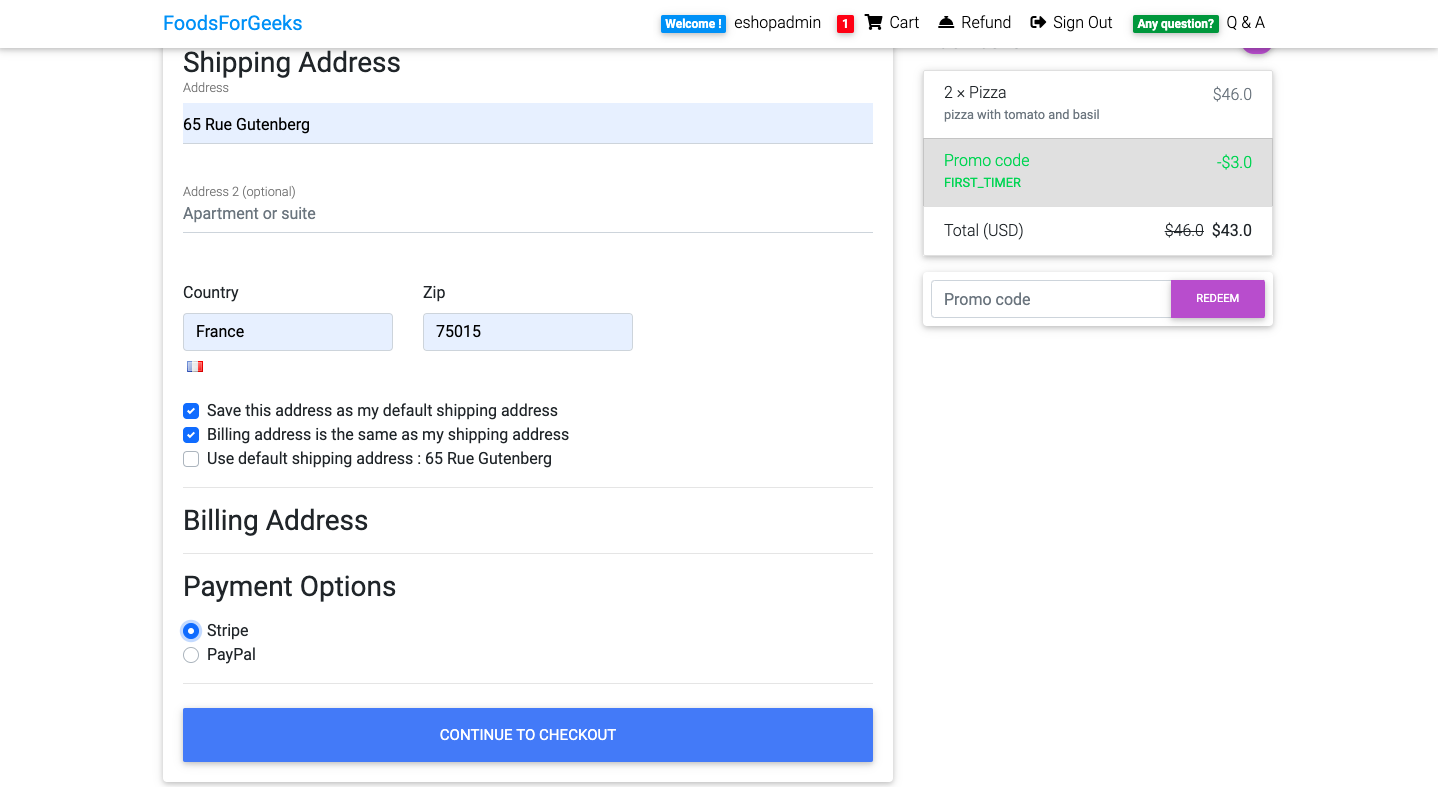 FoodsForGeeks
Welcome ! eshopadmin 1 Cart Refund Sign Out Any question? Q & A
Shipping Address
Address
65 Rue Gutenberg
Address 2 (optional)
Apartment or suite
Country Zip
France 75015
Save this address as my default shipping address
Billing address is the same as my shipping address
Use default shipping address : 65 Rue Gutenberg
Billing Address
Payment Options
Stripe
PayPal
CONTINUE TO CHECKOUT
2 × Pizza $46.0
pizza with tomato and basil
Promo code -$3.0
FIRST_TIMER
Total (USD) $46.0 $43.0
Promo code REDEEM